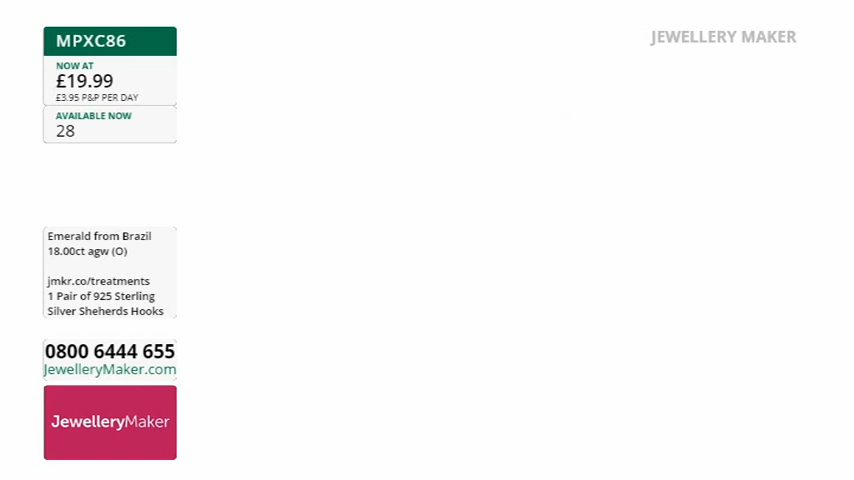 MPXC86
JEWELLERY MAKER
NOW AT
£19.99
£3.95 P&P PER DAY
AVAILABLE NOW
28
Emerald from Brazil
18.00ct agw (O)
jmkr.co/treatments
1 Pair of 925 Sterling
Silver Sheherds Hooks
0800 6444 655
JewelleryMaker.com
JewelleryMaker